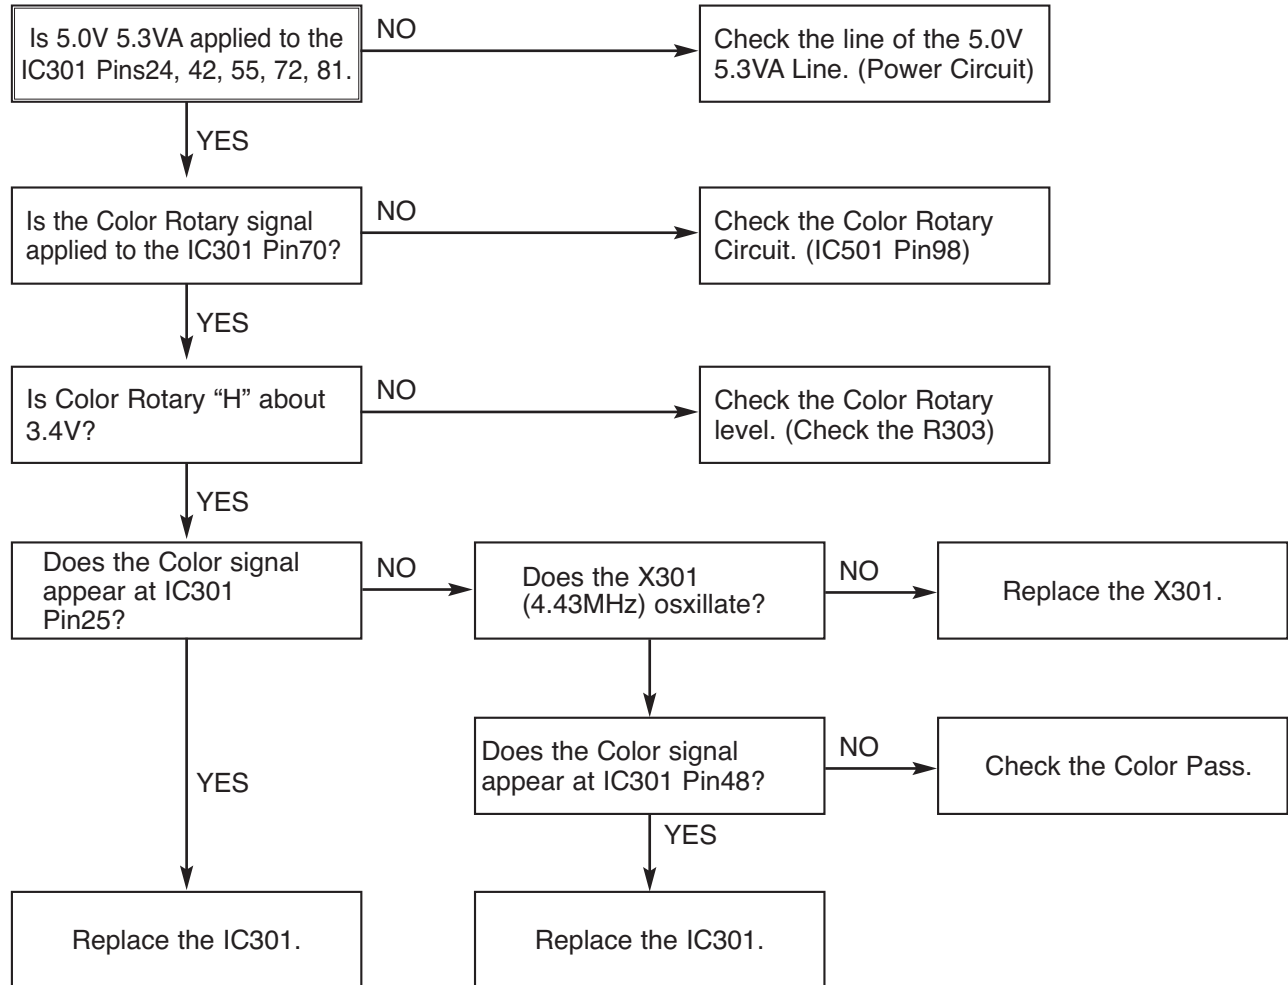 Is 5.0V 5.3VA applied to the
IC301 Pins24, 42, 55, 72, 81.
NO
Check the line of the 5.0V
5.3VA Line. (Power Circuit)
YES
Is the Color Rotary signal
applied to the IC301 Pin70?
NO
Check the Color Rotary
Circuit. (IC501 Pin98)
YES
Is Color Rotary “H” about
3.4V?
NO
Check the Color Rotary
level. (Check the R303)
YES
Does the Color signal
appear at IC301
Pin25?
NO
Does the X301
(4.43MHz) osxillate?
NO
Replace the X301.
Does the Color signal
appear at IC301 Pin48?
NO
Check the Color Pass.
YES
YES
Replace the IC301.
Replace the IC301.